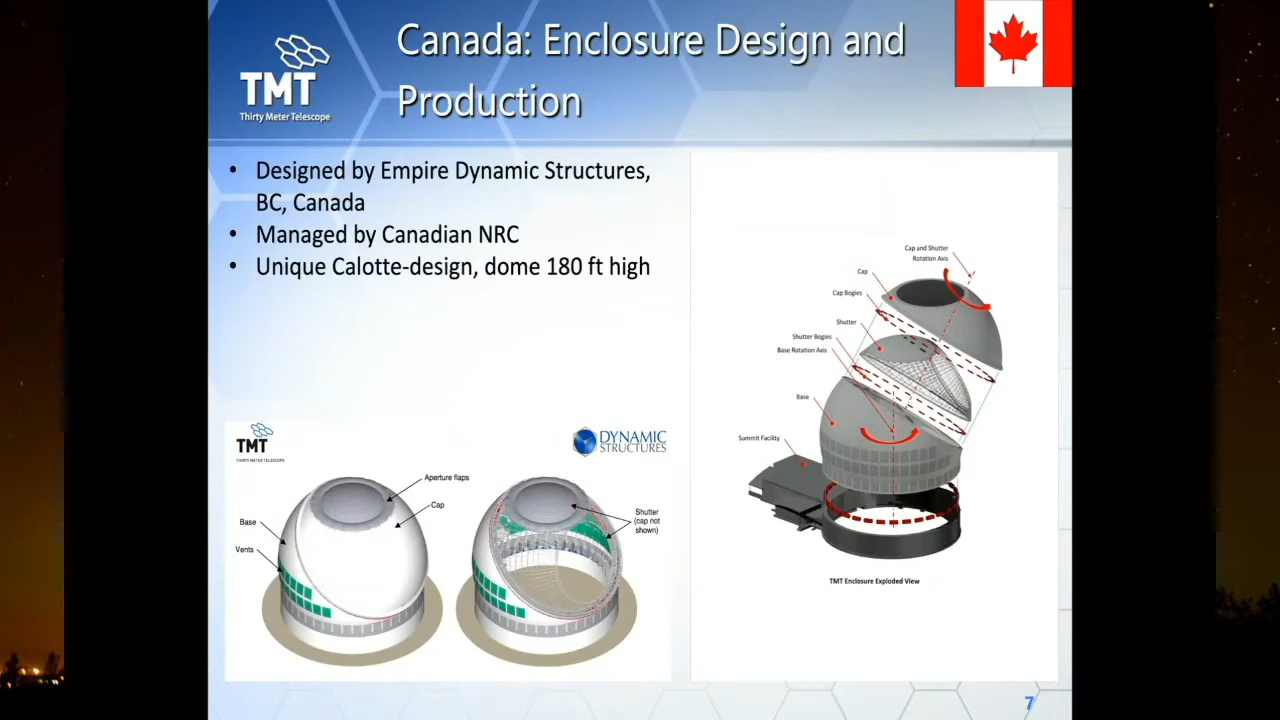 TMT
Thirty Meter Telescope
Canada: Enclosure Design and
Production
• Designed by Empire Dynamic Structures,
BC, Canada
• Managed by Canadian NRC
• Unique Calotte-design, dome 180 ft high
TMT
THIRTY METER TELESCOPE
DYNAMIC
STRUCTURES
Aperture flaps
Cap
Base
Vents
Shutter
(cap not
shown)
Cap and Shutter
Rotation Axis
Cap
Cap Bogies
Shutter
Shutter Bogies
Base Rotation Axis
Base
Summit Facility
TMT Enclosure Exploded View
7